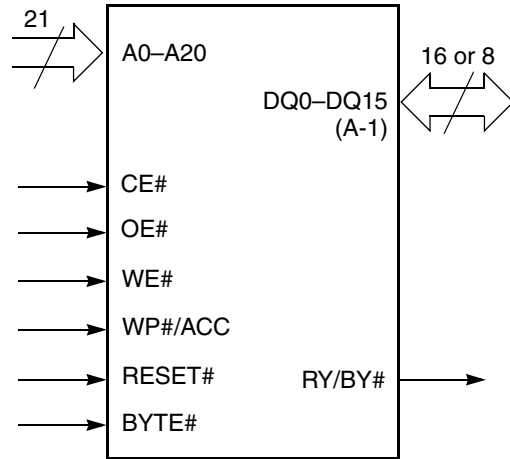 21
A0–A20
16 or 8
DQ0–DQ15
(A-1)
CE#
OE#
WE#
WP#/ACC
RESET#
RY/BY#
BYTE#